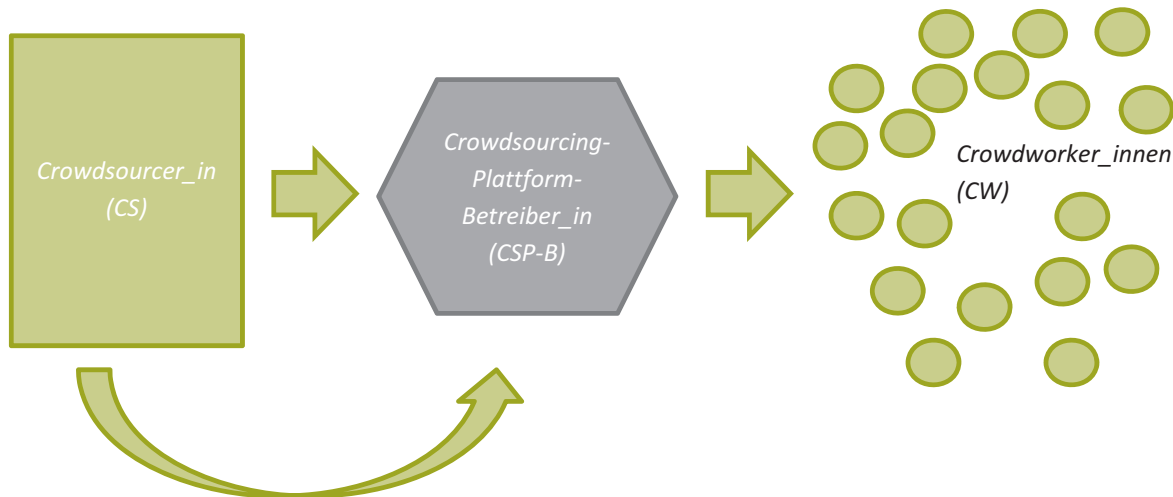 Crowdsourcer_in
(CS)
Crowdsourcing-
Plattform-
Betreiber_in
(CSP-B)
Crowdworker_innen
(CW)